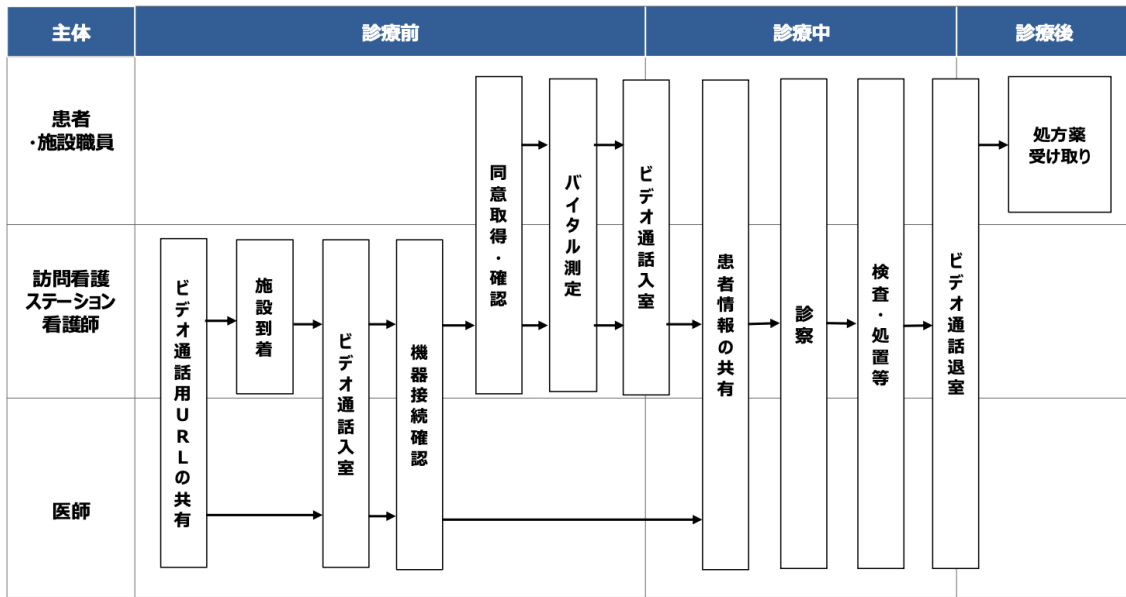 主体
診療前
診療中
診療後
患者
・施設職員
訪問看護
ステーション
看護師
医師
ビデオ通話用URLの共有
施設到着
ビデオ通話入室
機器接続確認
同意取得・確認
バイタル測定
ビデオ通話入室
患者情報の共有
診察
検査・処置等
ビデオ通話退室
処方薬
受け取り